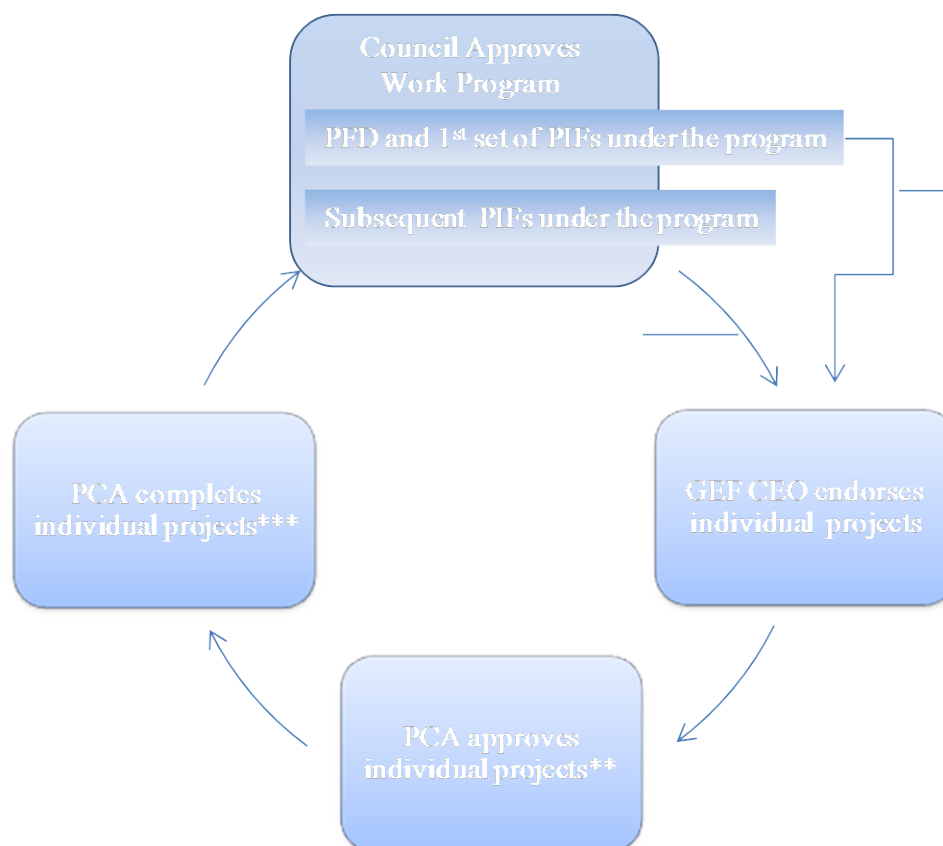 Council Approves
Work Program
PFD and 1st set of PIFs under the program
Subsequent PIFs under the program
PCA completes
individual projects***
GEF CEO endorses
individual projects
PCA approves
individual projects**